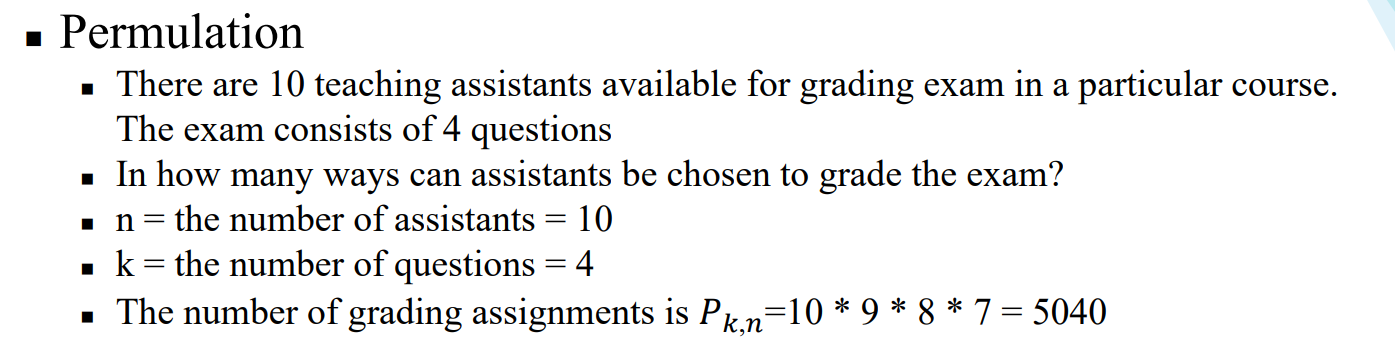 ▪ Permulation
▪ There are 10 teaching assistants available for grading exam in a particular course.
The exam consists of 4 questions
▪ In how many ways can assistants be chosen to grade the exam?
▪ n = the number of assistants = 10
▪ k = the number of questions = 4
▪ The number of grading assignments is 𝑃𝑘,𝑛=10 * 9 * 8 * 7 = 5040